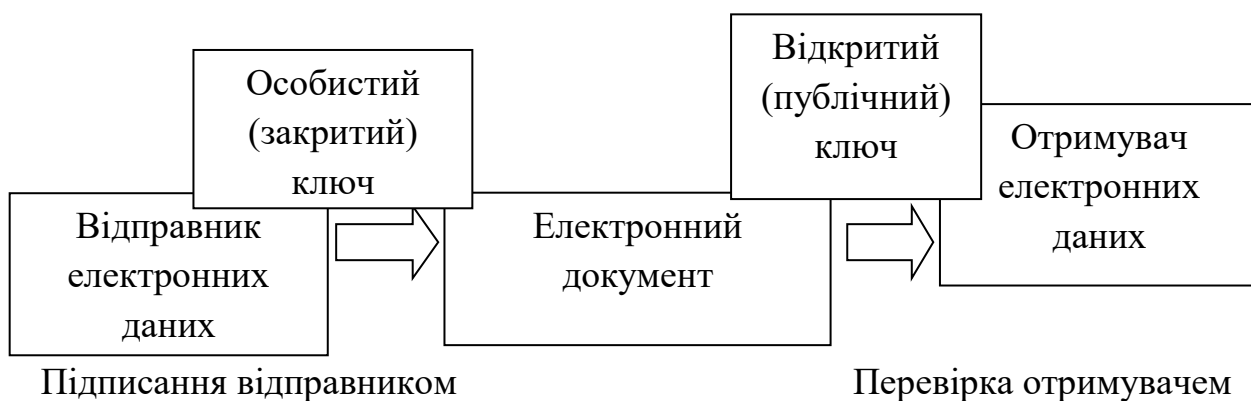 Особистий
(закритий)
ключ
Відкритий
(публічний)
ключ
Відправник
електронних
даних
Електронний
документ
Отримувач
електронних
даних
Підписання відправником
Перевірка отримувачем